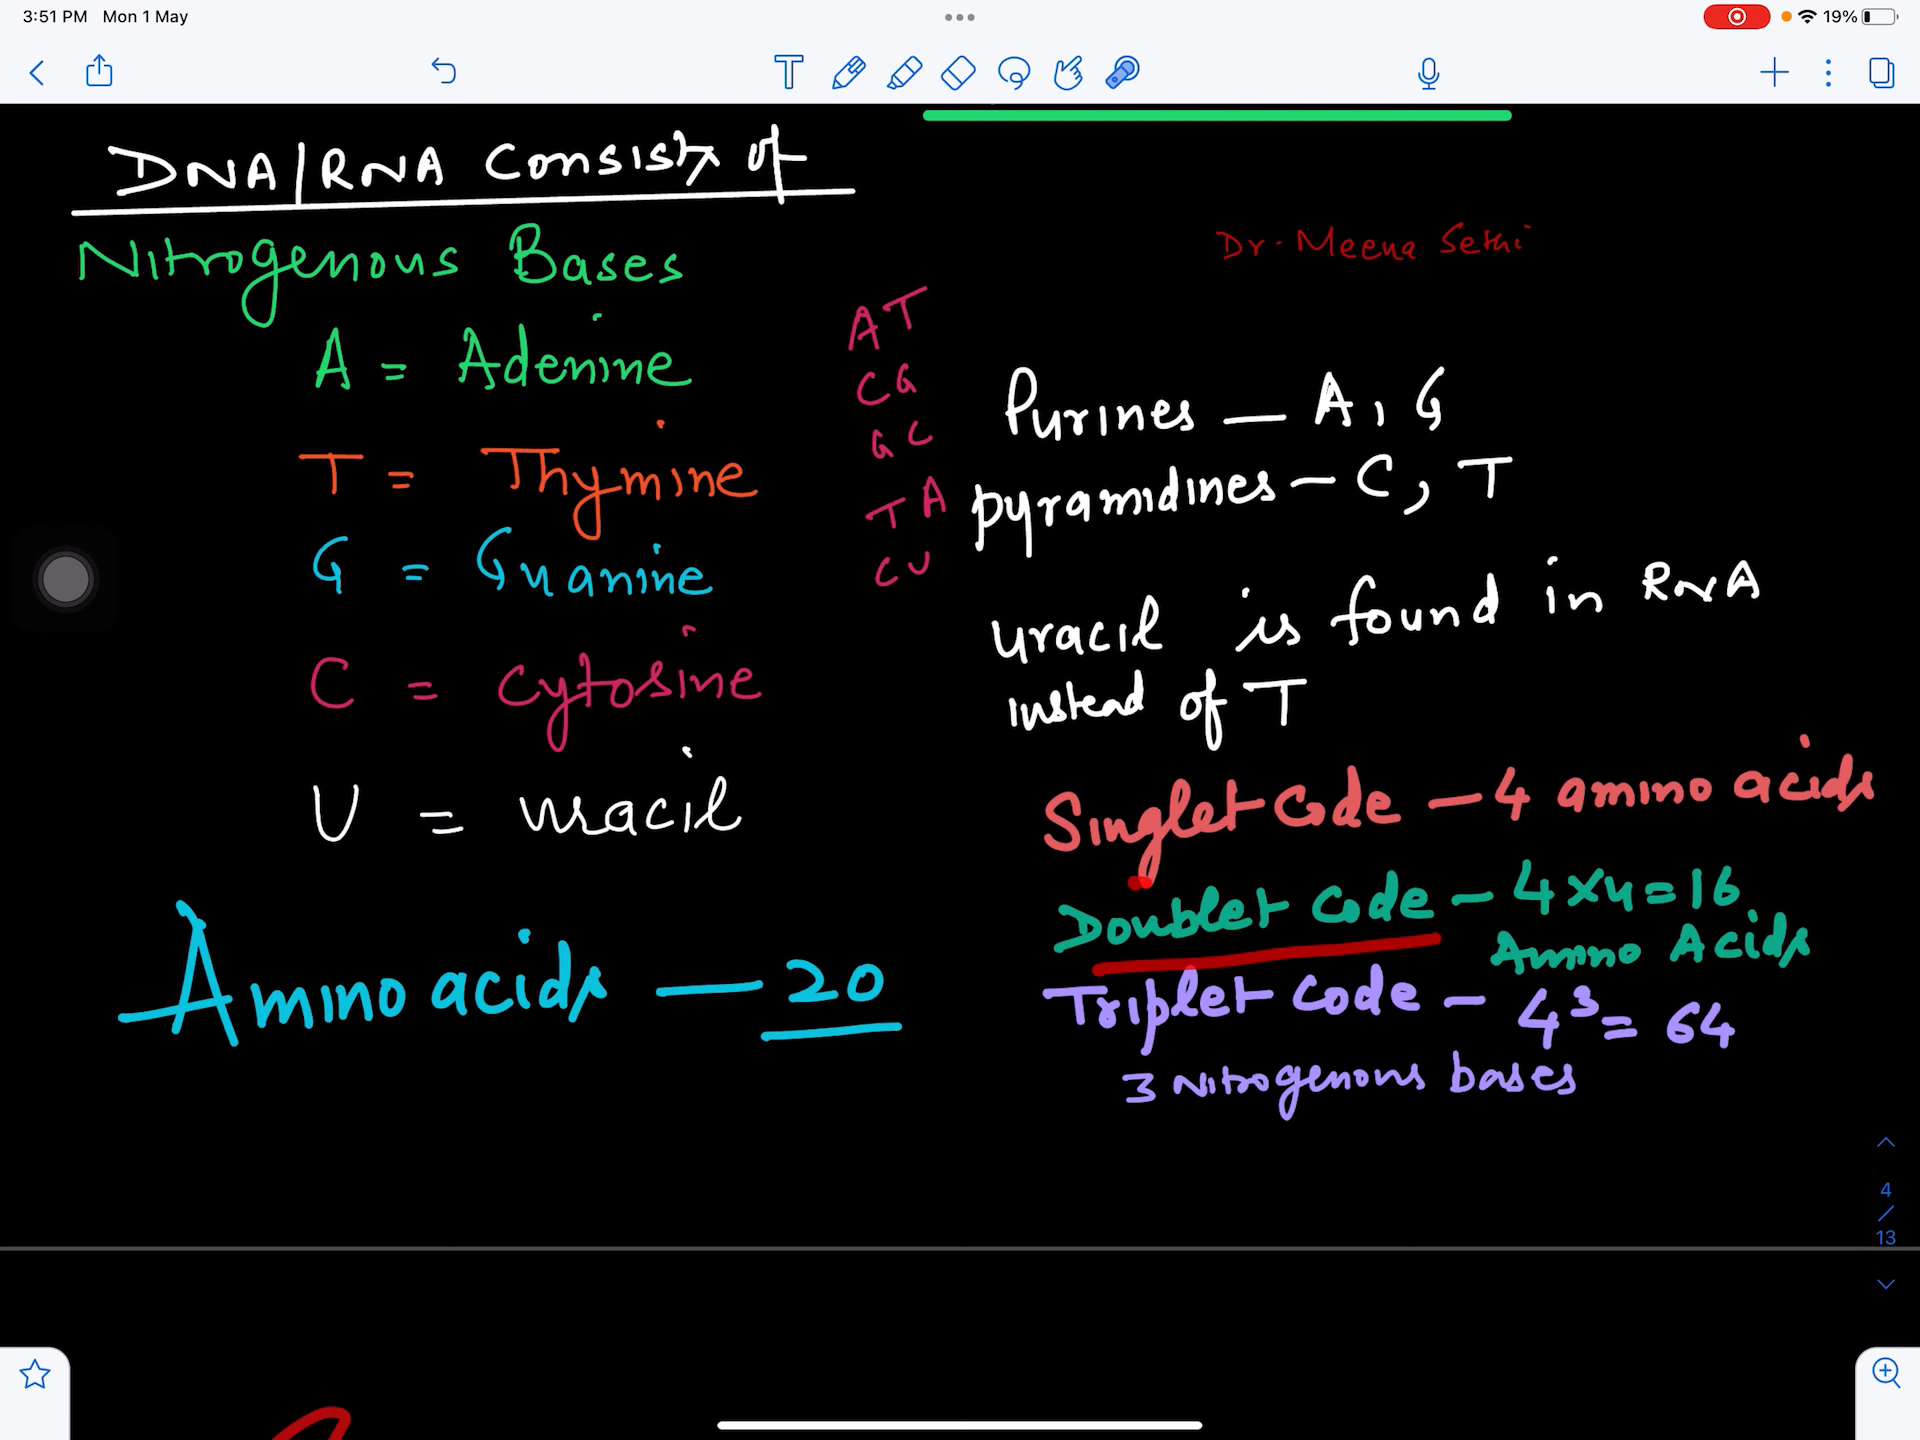 3:51 PM Mon 1 May
19%
DNA/RNA Consists of
Nitrogenous Bases
A = Adenine
T = Thymine
G = Guanine
C = Cytosine
U = Uracil
Amino acids — 20
AT
CG
GC
TA
CU
Dr. Meena Sethi
Purines — A, G
Pyramidines — C, T
Uracil is found in RNA
instead of T
Singlet Code — 4 amino acids
Doublet Code — 4 x 4 = 16
Amino Acids
Triplet Code — 4³ = 64
3 Nitrogenous bases
4
/
13